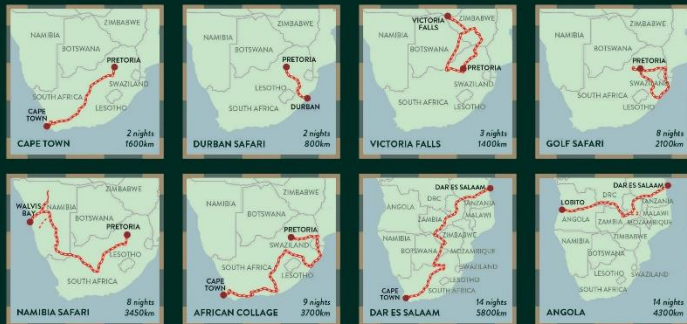 ZIMBABWE
NAMIBIA
BOTSWANA
PRETORIA
SWAZILAND
SOUTH AFRICA
LESOTHO
CAPE
TOWN
2 nights
CAPE TOWN 1600km
ZIMBABWE
NAMIBIA
BOTSWANA
PRETORIA
SWAZILAND
LESOTHO
SOUTH AFRICA
DURBAN
2 nights
DURBAN SAFARI 800km
VICTORIA
FALLS
ZIMBABWE
NAMIBIA
BOTSWANA
PRETORIA
SWAZILAND
SOUTH AFRICA
LESOTHO
3 nights
VICTORIA FALLS 1400km
ZIMBABWE
NAMIBIA
BOTSWANA
PRETORIA
SWAZILAND
SOUTH AFRICA
LESOTHO
8 nights
GOLF SAFARI 2100km
WALVIS
BAY
NAMIBIA
ZIMBABWE
BOTSWANA
PRETORIA
SOUTH AFRICA
LESOTHO
8 nights
NAMIBIA SAFARI 3450km
ZIMBABWE
NAMIBIA
BOTSWANA
PRETORIA
SWAZILAND
SOUTH AFRICA
LESOTHO
CAPE
TOWN
9 nights
AFRICAN COLLAGE 3700km
DAR ES SALAAM
DRC
TANZANIA
ANGOLA
MALAWI
ZAMBIA
ZIMBABWE
NAMIBIA
BOTSWANA
MOZAMBIQUE
SWAZILAND
LESOTHO
CAPE
TOWN
SOUTH AFRICA
14 nights
DAR ES SALAAM 5800km
DAR ES SALAAM
LOBITO
DRC
TANZANIA
ANGOLA
ZAMBIA
MALAWI
MOZAMBIQUE
NAMIBIA
ZIMBABWE
BOTSWANA
SWAZILAND
LESOTHO
SOUTH AFRICA
14 nights
ANGOLA 4300km